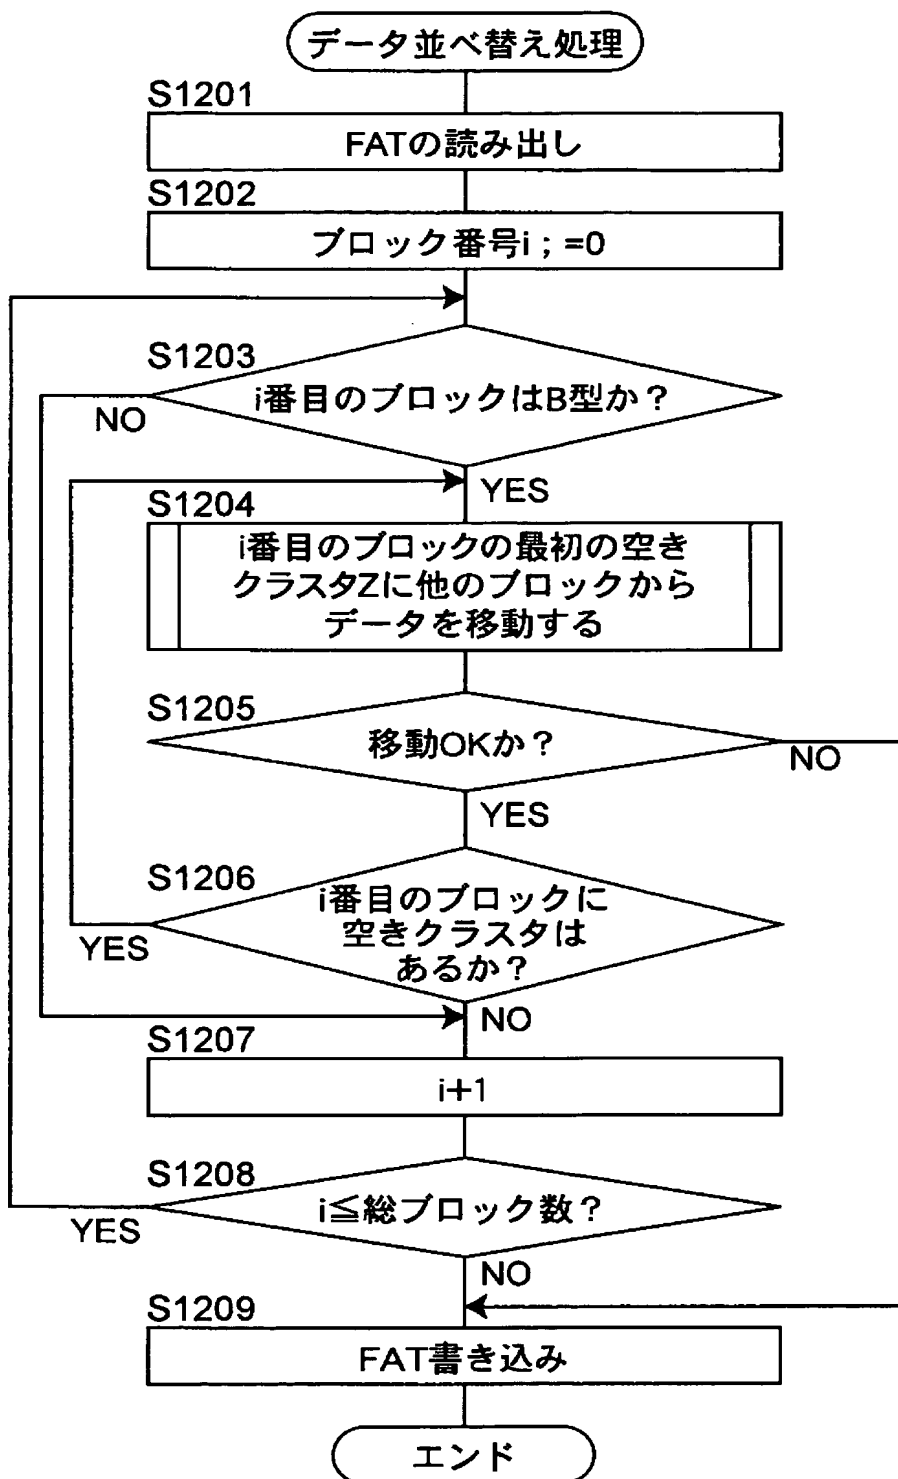 データ並べ替え処理
S1201
FATの読み出し
S1202
ブロック番号i ; =0
S1203
i番目のブロックはB型か?
NO
YES
S1204
i番目のブロックの最初の空き
クラスタZに他のブロックから
データを移動する
S1205
移動OKか?
NO
YES
S1206
i番目のブロックに
空きクラスタは
あるか?
YES
NO
S1207
i+1
S1208
i≦総ブロック数?
YES
NO
S1209
FAT書き込み
エンド